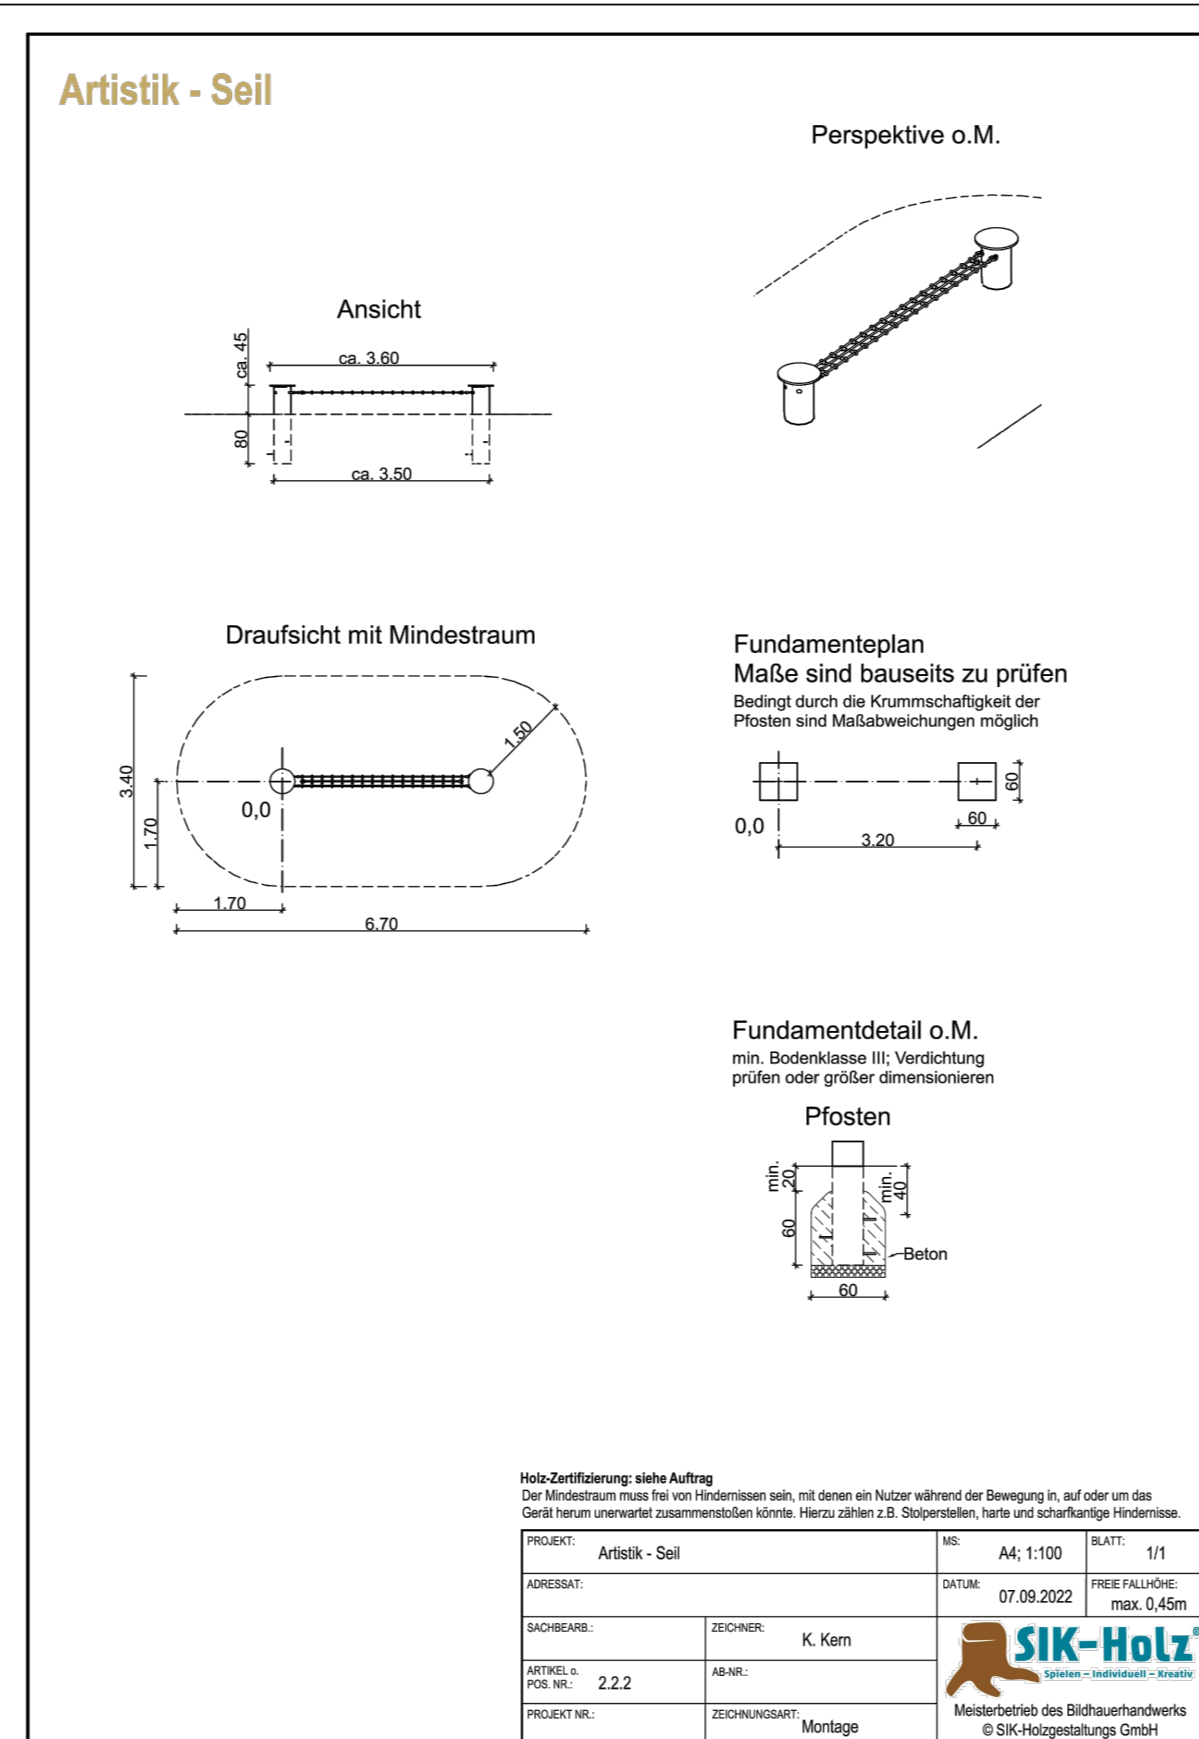 Artistik - Seil
Perspektive o.M.
Ansicht
ca. 45
ca. 3.60
80
ca. 3.50
Draufsicht mit Mindestraum
3.40
1.70
1.50
0,0
1.70
6.70
Fundamenteplan
Maße sind bauseits zu prüfen
Bedingt durch die Krummschaftigkeit der
Pfosten sind Maßabweichungen möglich
0,0
60
60
3.20
Fundamentdetail o.M.
min. Bodenklasse III; Verdichtung
prüfen oder größer dimensionieren
Pfosten
min.
20
min.
40
60
Beton
60
Holz-Zertifizierung: siehe Auftrag
Der Mindestraum muss frei von Hindernissen sein, mit denen ein Nutzer während der Bewegung in, auf oder um das
Gerät herum unerwartet zusammenstoßen könnte. Hierzu zählen z.B. Stolperstellen, harte und scharfkantige Hindernisse.
PROJEKT:
Artistik - Seil
MS:
A4; 1:100
BLATT:
1/1
ADRESSAT:
DATUM:
07.09.2022
FREIE FALLHÖHE:
max. 0,45m
SACHBEARB.:
ZEICHNER:
K. Kern
ARTIKEL o.
POS. NR.:
2.2.2
AB-NR.:
PROJEKT NR.:
ZEICHNUNGSART:
Montage
SIK-Holz®
Spielen – Individuell – Kreativ
Meisterbetrieb des Bildhauerhandwerks
© SIK-Holzgestaltungs GmbH